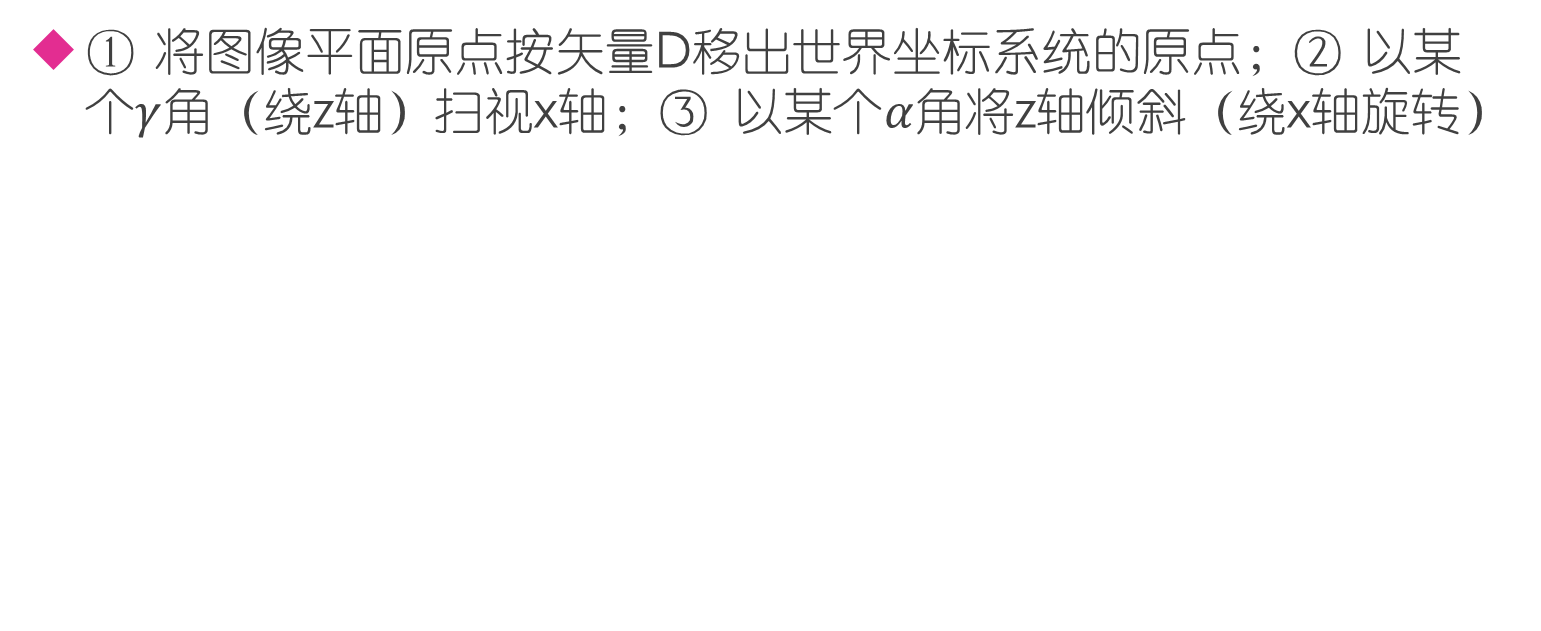 ① 将图像平面原点按矢量D移出世界坐标系统的原点；② 以某
个γ角（绕z轴）扫视x轴；③ 以某个α角将z轴倾斜（绕x轴旋转）